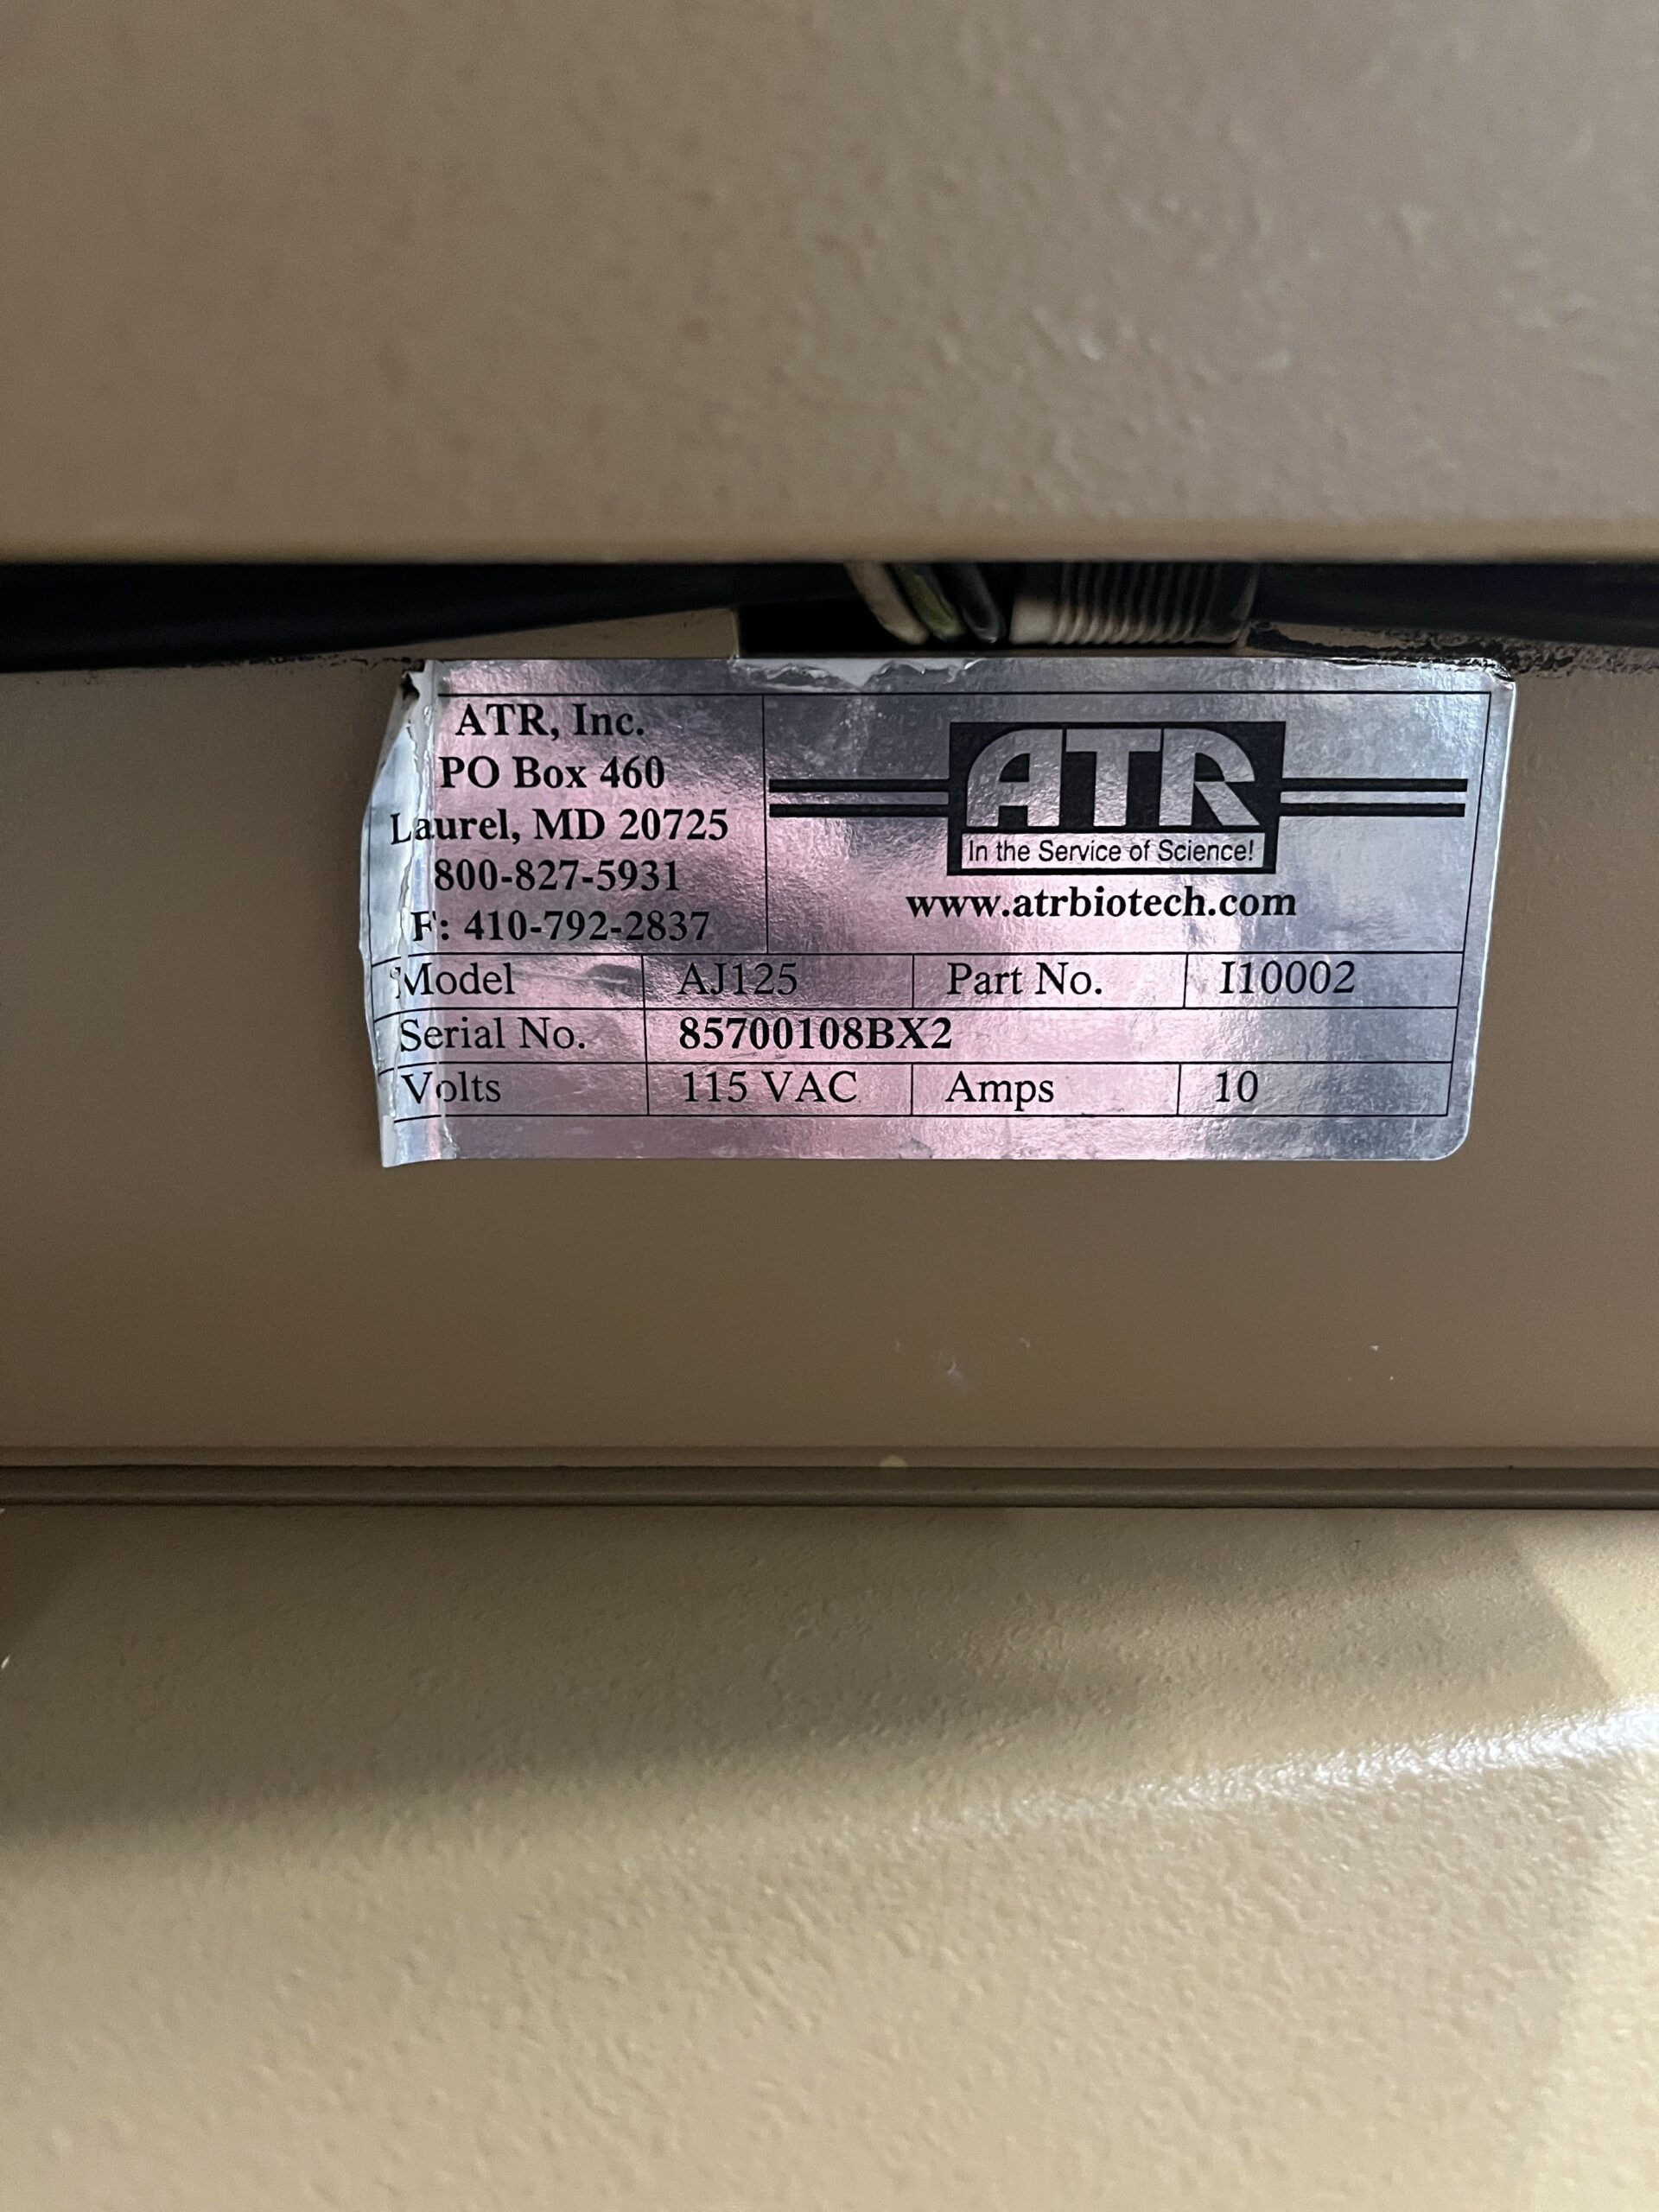 ATR, Inc.
PO Box 460
Laurel, MD 20725
800-827-5931
F: 410-792-2837
ATR
In the Service of Science!
www.atrbiotech.com
Model AJ125 Part No. I10002
Serial No. 85700108BX2
Volts 115 VAC Amps 10